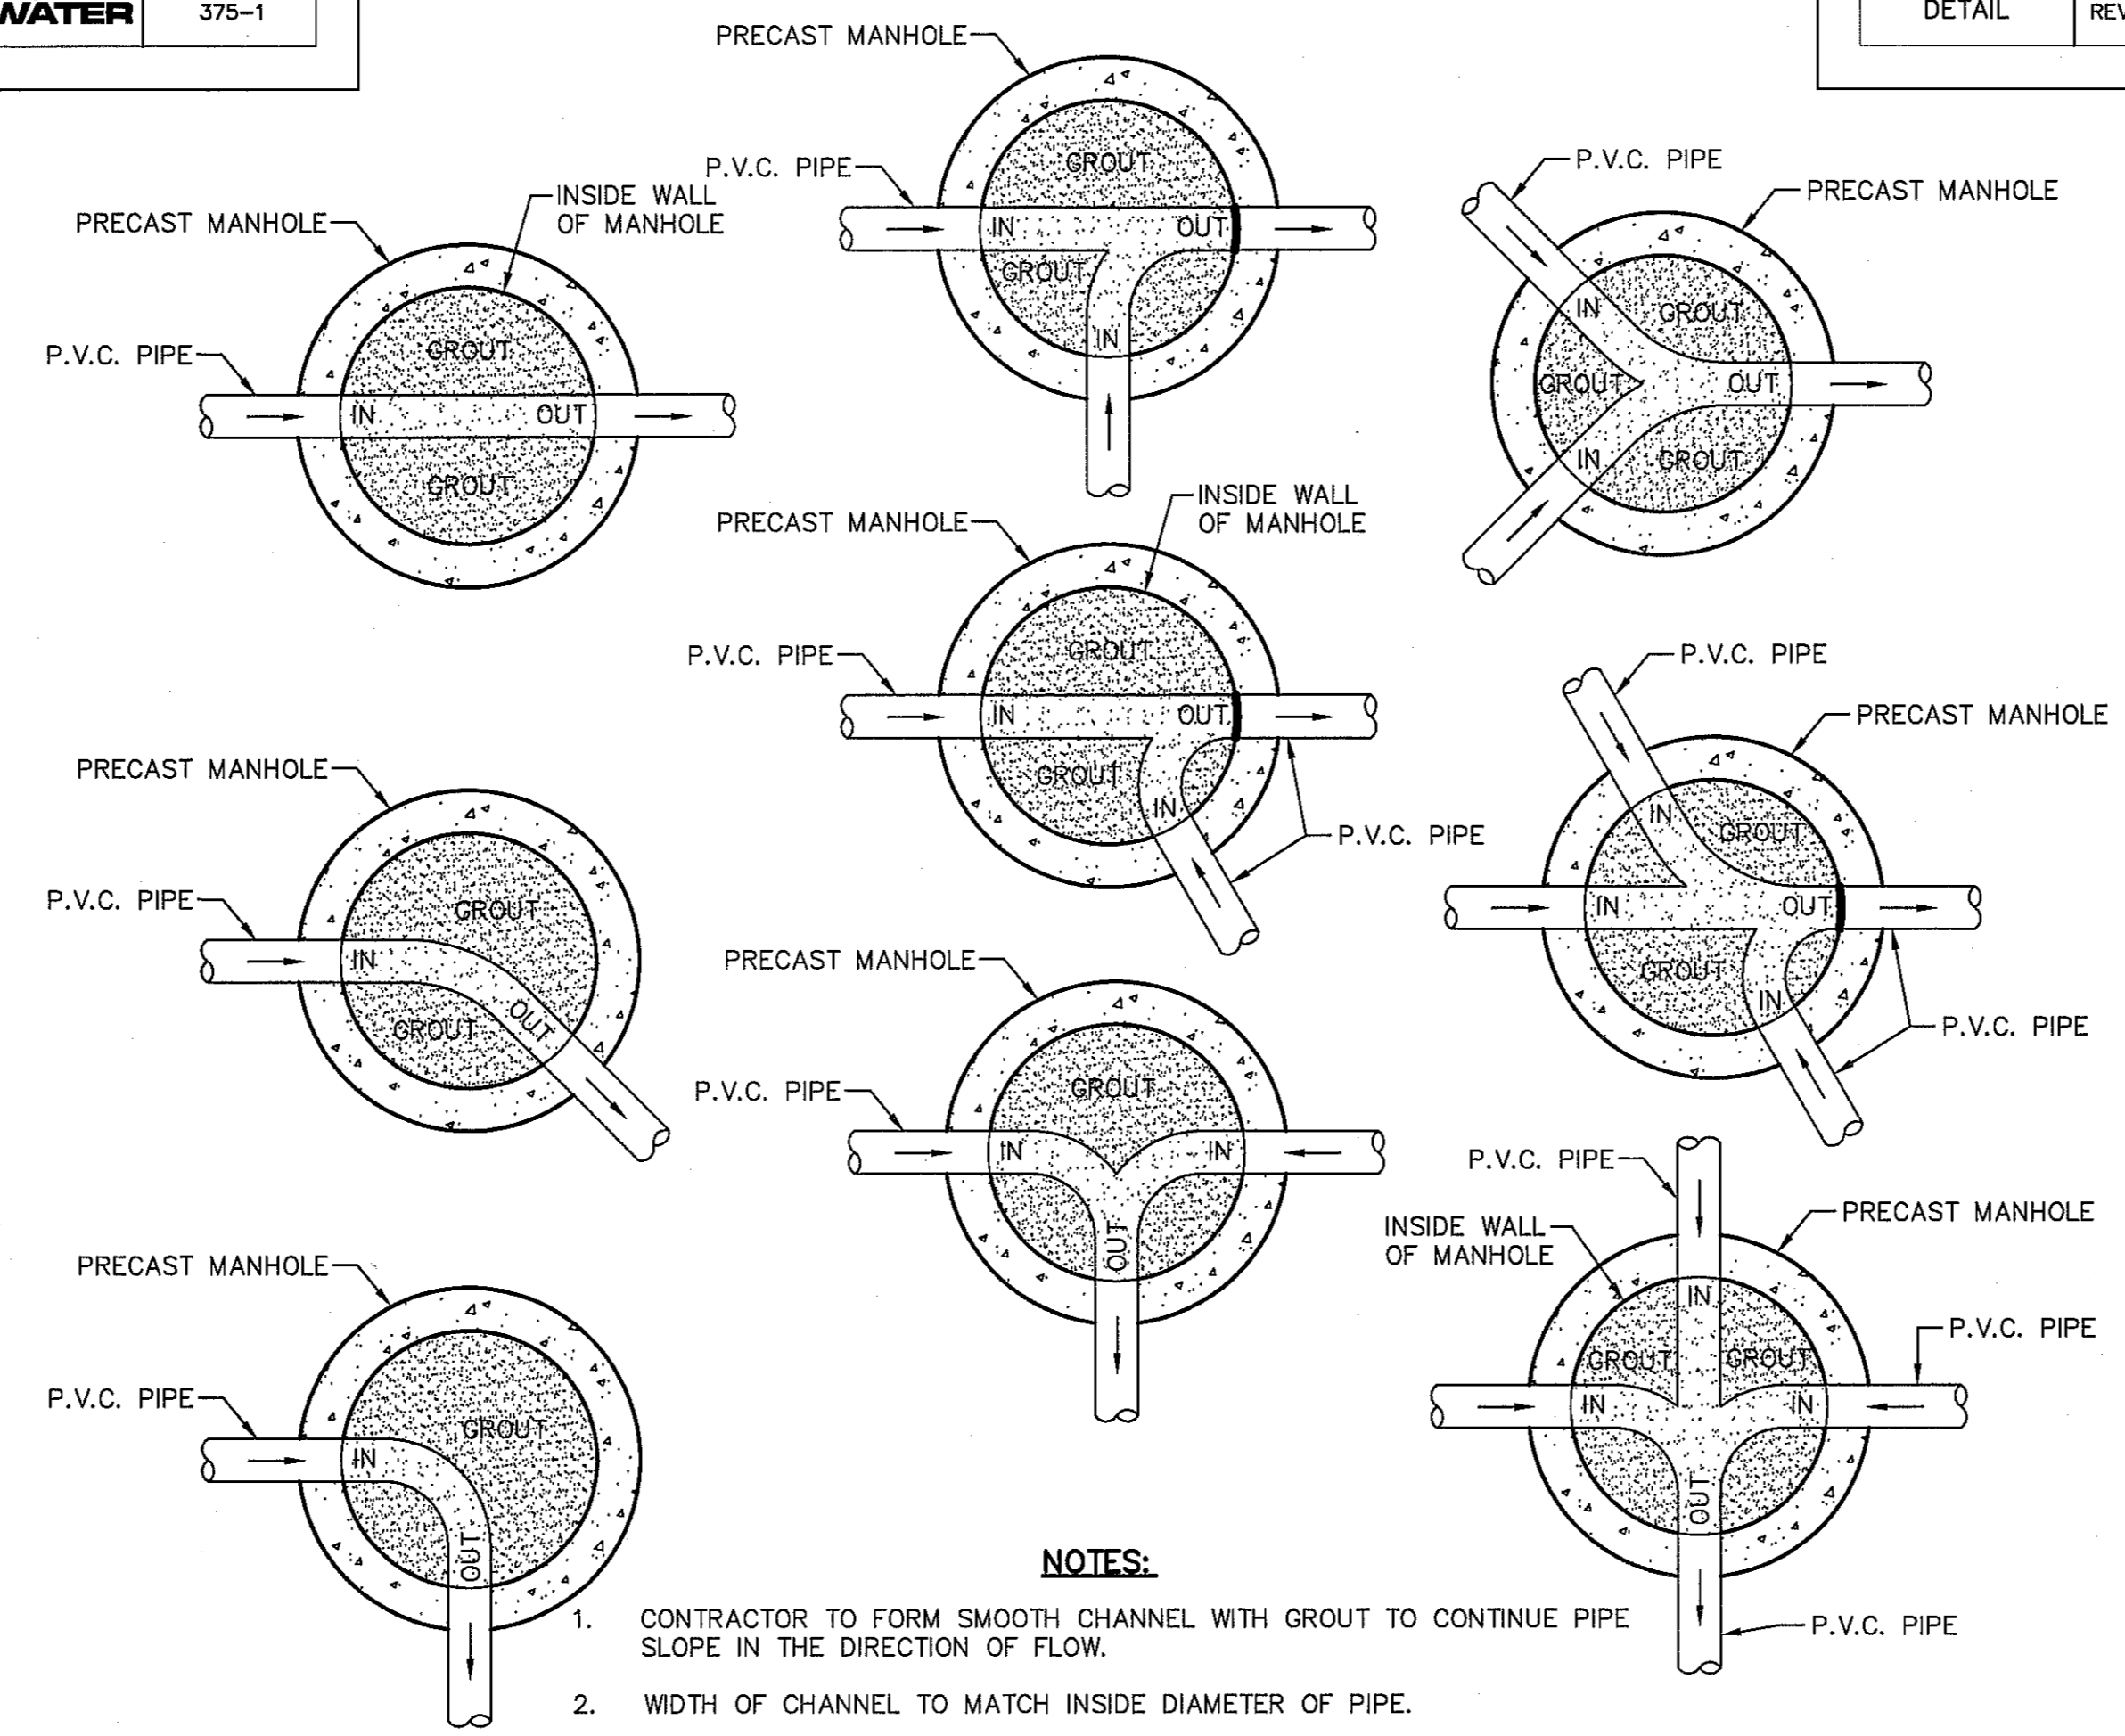 WATER
375-1
DETAIL
PRECAST MANHOLE
INSIDE WALL
OF MANHOLE
P.V.C. PIPE
GROUT
IN
OUT
GROUT
PRECAST MANHOLE
P.V.C. PIPE
GROUT
IN
OUT
GROUT
PRECAST MANHOLE
P.V.C. PIPE
GROUT
IN
OUT
PRECAST MANHOLE
P.V.C. PIPE
GROUT
IN
OUT
GROUT
IN
PRECAST MANHOLE
INSIDE WALL
OF MANHOLE
P.V.C. PIPE
GROUT
IN
OUT
GROUT
IN
P.V.C. PIPE
PRECAST MANHOLE
P.V.C. PIPE
GROUT
IN
IN
OUT
P.V.C. PIPE
PRECAST MANHOLE
IN
GROUT
GROUT
OUT
IN
GROUT
P.V.C. PIPE
PRECAST MANHOLE
IN
GROUT
IN
OUT
GROUT
IN
P.V.C. PIPE
P.V.C. PIPE
PRECAST MANHOLE
INSIDE WALL
OF MANHOLE
IN
P.V.C. PIPE
GROUT
GROUT
IN
IN
OUT
P.V.C. PIPE
NOTES:
1. CONTRACTOR TO FORM SMOOTH CHANNEL WITH GROUT TO CONTINUE PIPE
SLOPE IN THE DIRECTION OF FLOW.
2. WIDTH OF CHANNEL TO MATCH INSIDE DIAMETER OF PIPE.